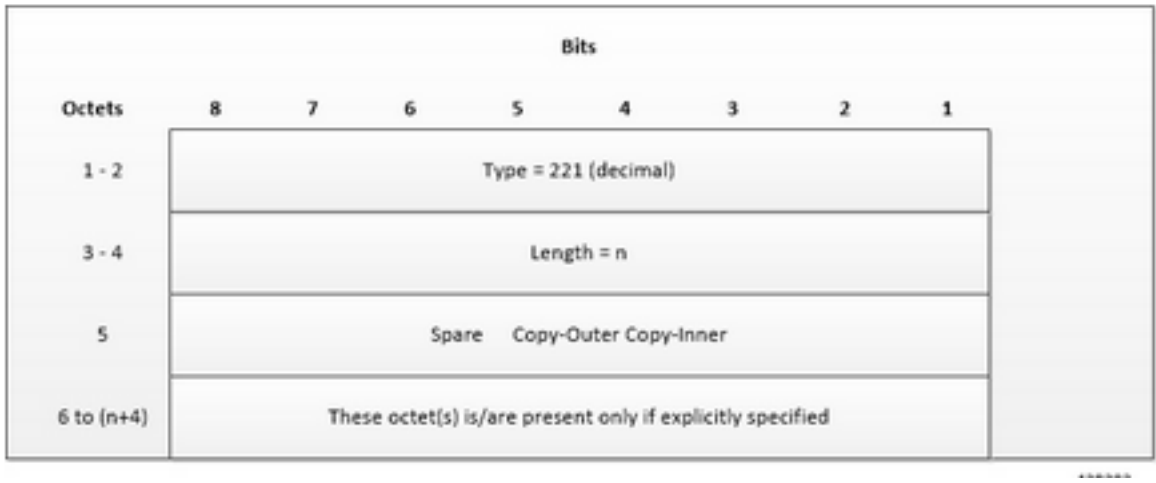 Bits
Octets 8 7 6 5 4 3 2 1
1 - 2 Type = 221 (decimal)
3 - 4 Length = n
5 Spare Copy-Outer Copy-Inner
6 to (n+4) These octet(s) is/are present only if explicitly specified